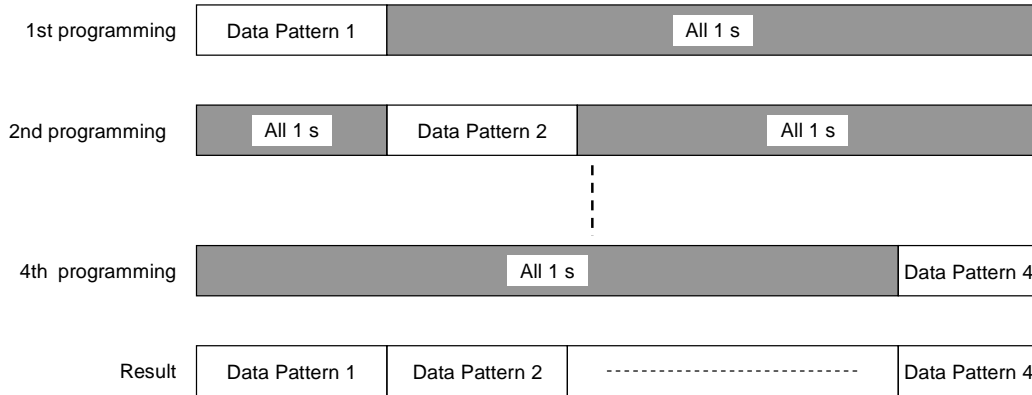 1st programming Data Pattern 1 All 1 s
2nd programming All 1 s Data Pattern 2 All 1 s
4th programming All 1 s Data Pattern 4
Result Data Pattern 1 Data Pattern 2 Data Pattern 4